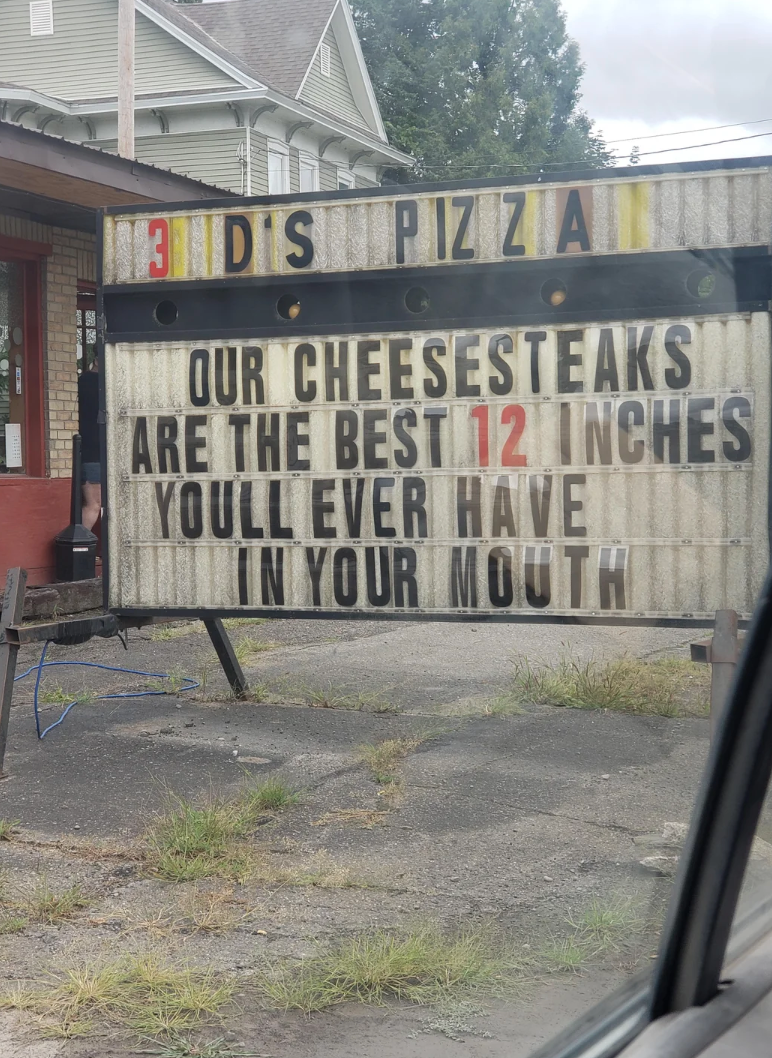 3 D'S PIZZA
OUR CHEESESTEAKS
ARE THE BEST 12 INCHES
YOULL EVER HAVE
IN YOUR MOUTH